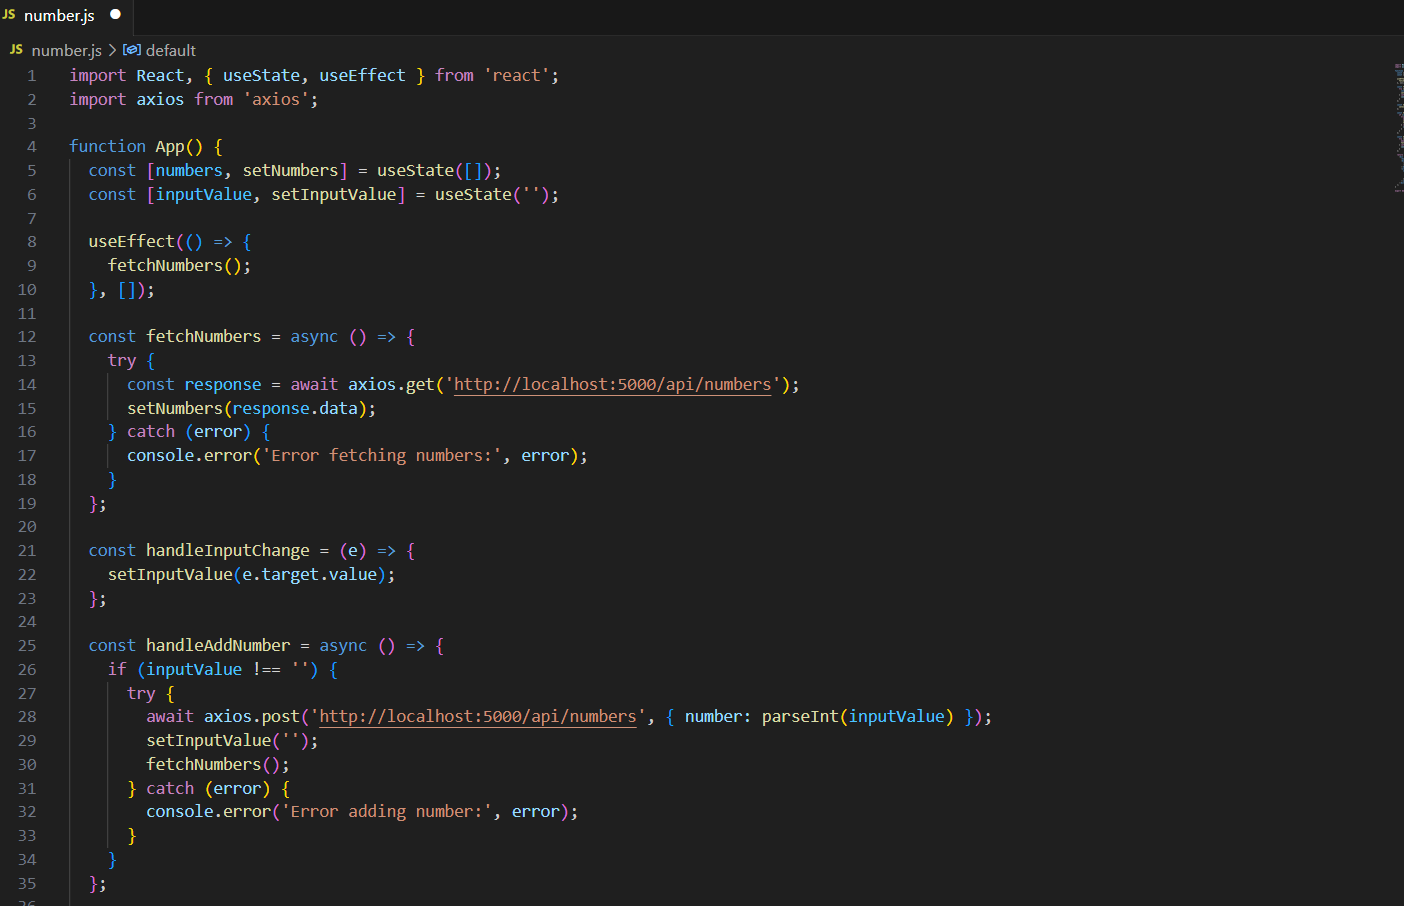 JS number.js
JS number.js > default
1 import React, { useState, useEffect } from 'react';
2 import axios from 'axios';
3
4 function App() {
5 const [numbers, setNumbers] = useState([]);
6 const [inputValue, setInputValue] = useState('');
7
8 useEffect(() => {
9 fetchNumbers();
10 }, []);
11
12 const fetchNumbers = async () => {
13 try {
14 const response = await axios.get('http://localhost:5000/api/numbers');
15 setNumbers(response.data);
16 } catch (error) {
17 console.error('Error fetching numbers:', error);
18 }
19 };
20
21 const handleInputChange = (e) => {
22 setInputValue(e.target.value);
23 };
24
25 const handleAddNumber = async () => {
26 if (inputValue !== '') {
27 try {
28 await axios.post('http://localhost:5000/api/numbers', { number: parseInt(inputValue) });
29 setInputValue('');
30 fetchNumbers();
31 } catch (error) {
32 console.error('Error adding number:', error);
33 }
34 }
35 };